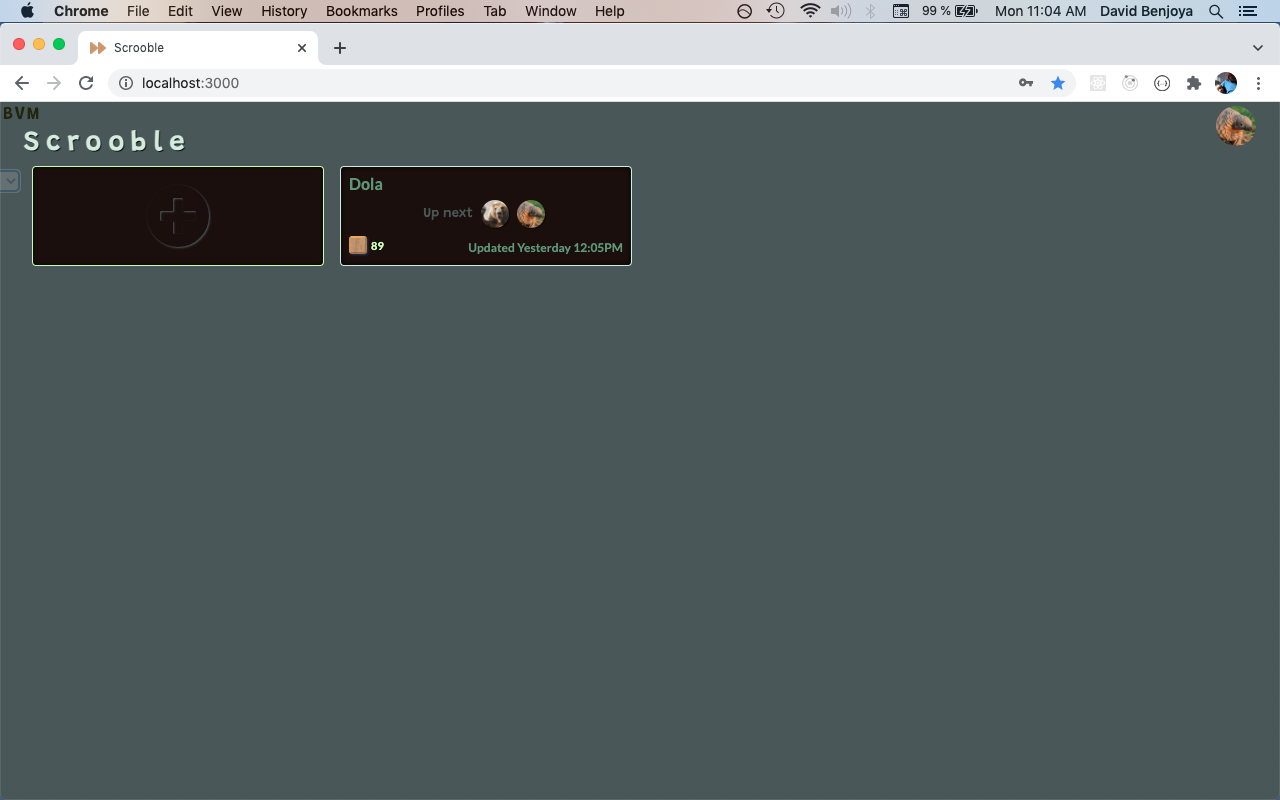 Chrome File Edit View History Bookmarks Profiles Tab Window Help 99 % Mon 11:04 AM David Benjoya
Scrooble
localhost:3000
BVM
Scrooble
Dola
Up next
89 Updated Yesterday 12:05PM